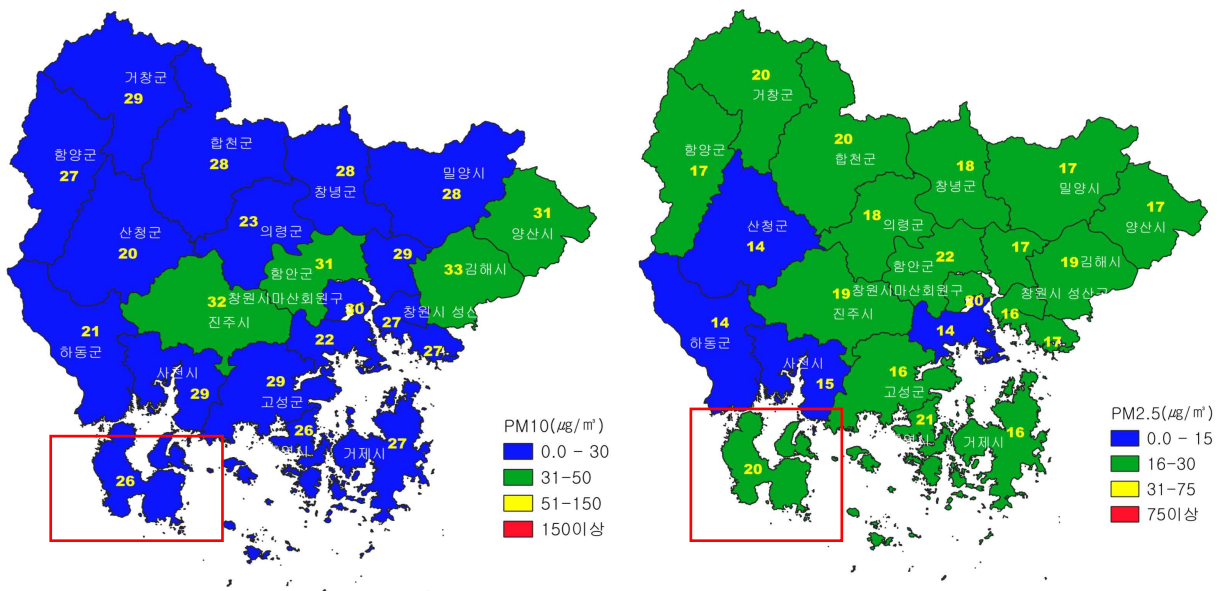 거창군
29
합천군
28
함양군
27
28
창녕군
밀양시
28
산청군
20
23
의령군
31
양산시
29
함안군
31
33 김해시
32
창원시마산회원구
진주시
30
27
창원시 성산
21
하동군
22
27
사천시
29
29
고성군
26
거제시
27
26
PM10(㎍/㎥)
0.0 - 30
31-50
51-150
150이상
20
거창군
20
합천군
함양군
17
18
창녕군
17
밀양시
산청군
14
18
의령군
17
양산시
17
함안군
22
19 김해시
19
창원시마산회원구
진주시
20
창원시 성산구
16
14
하동군
14
17
사천시
15
16
고성군
21
거제시
16
20
PM2.5(㎍/㎥)
0.0 - 15
16-30
31-75
75이상